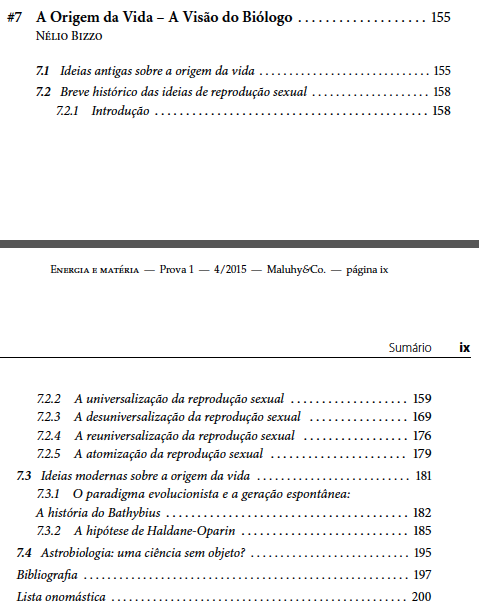 #7 A Origem da Vida – A Visão do Biólogo .................... 155
Nélio Bizzo
7.1 Ideias antigas sobre a origem da vida .......................... 155
7.2 Breve histórico das ideias de reprodução sexual .................. 158
7.2.1 Introdução ............................................ 158
Energia e matéria — Prova 1 — 4/2015 — Maluhy&Co. — página ix
Sumário ix
7.2.2 A universalização da reprodução sexual .................... 159
7.2.3 A desuniversalização da reprodução sexual ................. 169
7.2.4 A reuniversalização da reprodução sexual .................. 176
7.2.5 A atomização da reprodução sexual ....................... 179
7.3 Ideias modernas sobre a origem da vida ......................... 181
7.3.1 O paradigma evolucionista e a geração espontânea:
A história do Bathybius ....................................... 182
7.3.2 A hipótese de Haldane-Oparin ........................... 185
7.4 Astrobiologia: uma ciência sem objeto? .......................... 195
Bibliografia ..................................................... 197
Lista onomástica ................................................ 200